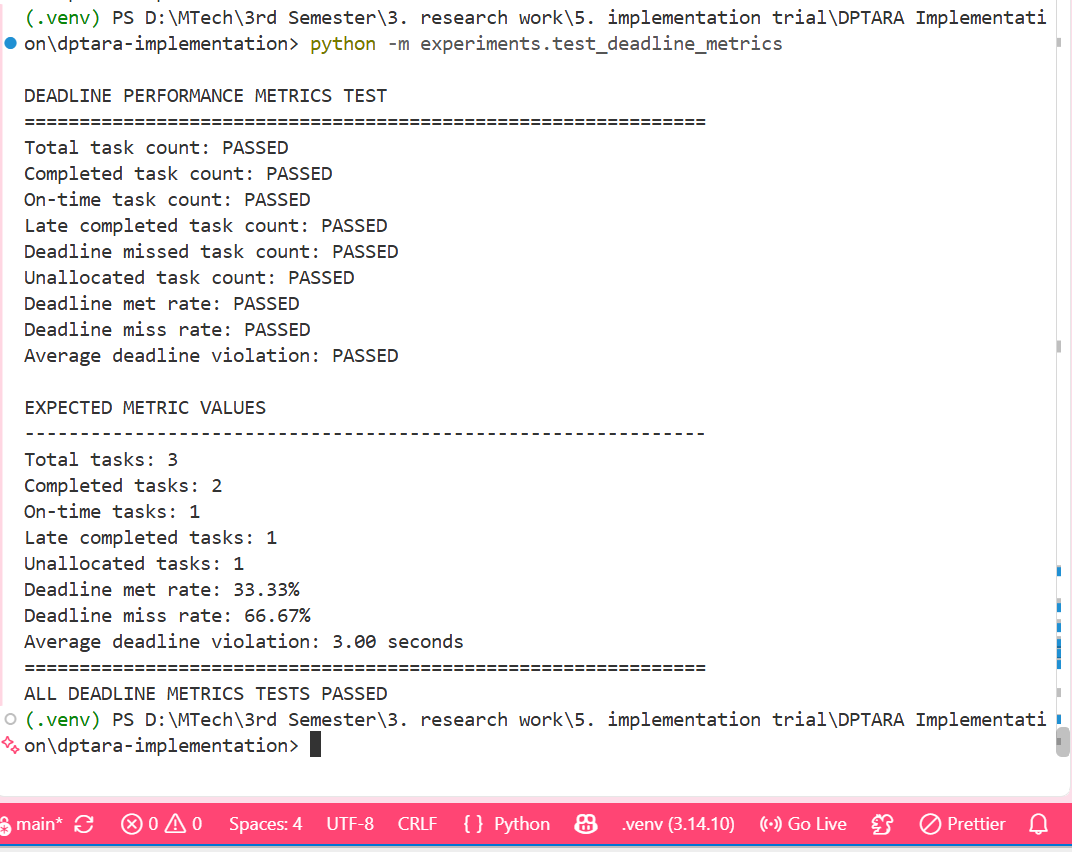 (.venv) PS D:\MTech\3rd Semester\3. research work\5. implementation trial\DPTARA Implementati
on\dptara-implementation> python -m experiments.test_deadline_metrics
DEADLINE PERFORMANCE METRICS TEST
==============================================================
Total task count: PASSED
Completed task count: PASSED
On-time task count: PASSED
Late completed task count: PASSED
Deadline missed task count: PASSED
Unallocated task count: PASSED
Deadline met rate: PASSED
Deadline miss rate: PASSED
Average deadline violation: PASSED
EXPECTED METRIC VALUES
--------------------------------------------------------------
Total tasks: 3
Completed tasks: 2
On-time tasks: 1
Late completed tasks: 1
Unallocated tasks: 1
Deadline met rate: 33.33%
Deadline miss rate: 66.67%
Average deadline violation: 3.00 seconds
==============================================================
ALL DEADLINE METRICS TESTS PASSED
(.venv) PS D:\MTech\3rd Semester\3. research work\5. implementation trial\DPTARA Implementati
on\dptara-implementation>
main* 0 0 Spaces: 4 UTF-8 CRLF { } Python .venv (3.14.10) Go Live Prettier